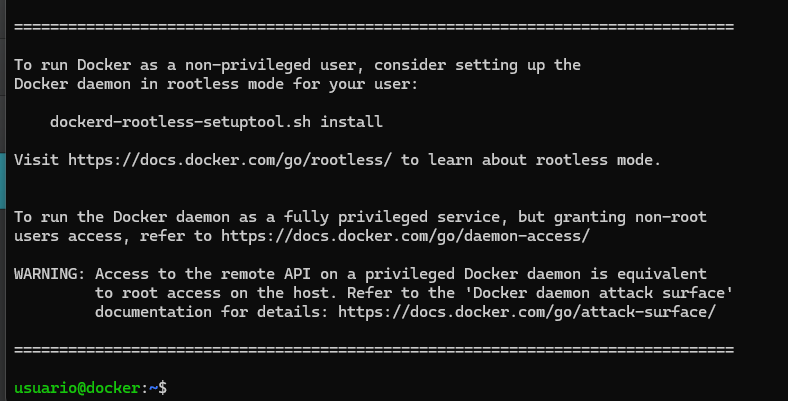 ================================================================================
To run Docker as a non-privileged user, consider setting up the
Docker daemon in rootless mode for your user:
dockerd-rootless-setuptool.sh install
Visit https://docs.docker.com/go/rootless/ to learn about rootless mode.
To run the Docker daemon as a fully privileged service, but granting non-root
users access, refer to https://docs.docker.com/go/daemon-access/
WARNING: Access to the remote API on a privileged Docker daemon is equivalent
to root access on the host. Refer to the 'Docker daemon attack surface'
documentation for details: https://docs.docker.com/go/attack-surface/
================================================================================
usuario@docker:~$